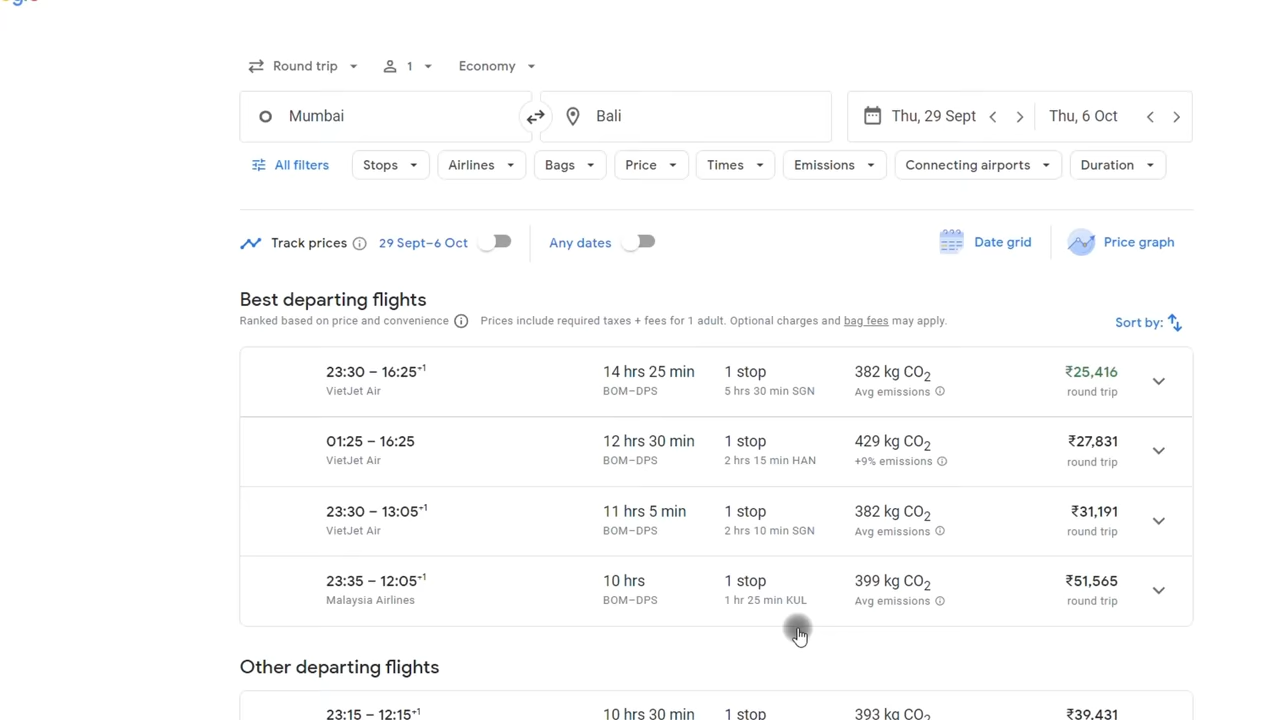 Round trip 1 Economy
Mumbai Bali Thu, 29 Sept Thu, 6 Oct
All filters Stops Airlines Bags Price Times Emissions Connecting airports Duration
Track prices 29 Sept–6 Oct Any dates Date grid Price graph
Best departing flights
Ranked based on price and convenience Prices include required taxes + fees for 1 adult. Optional charges and bag fees may apply. Sort by:
23:30 – 16:25+1 14 hrs 25 min 1 stop 382 kg CO2 ₹25,416
VietJet Air BOM–DPS 5 hrs 30 min SGN Avg emissions round trip
01:25 – 16:25 12 hrs 30 min 1 stop 429 kg CO2 ₹27,831
VietJet Air BOM–DPS 2 hrs 15 min HAN +9% emissions round trip
23:30 – 13:05+1 11 hrs 5 min 1 stop 382 kg CO2 ₹31,191
VietJet Air BOM–DPS 2 hrs 10 min SGN Avg emissions round trip
23:35 – 12:05+1 10 hrs 1 stop 399 kg CO2 ₹51,565
Malaysia Airlines BOM–DPS 1 hr 25 min KUL Avg emissions round trip
Other departing flights
23:15 – 12:15+1 10 hrs 30 min 1 stop 393 kg CO2 ₹39,431